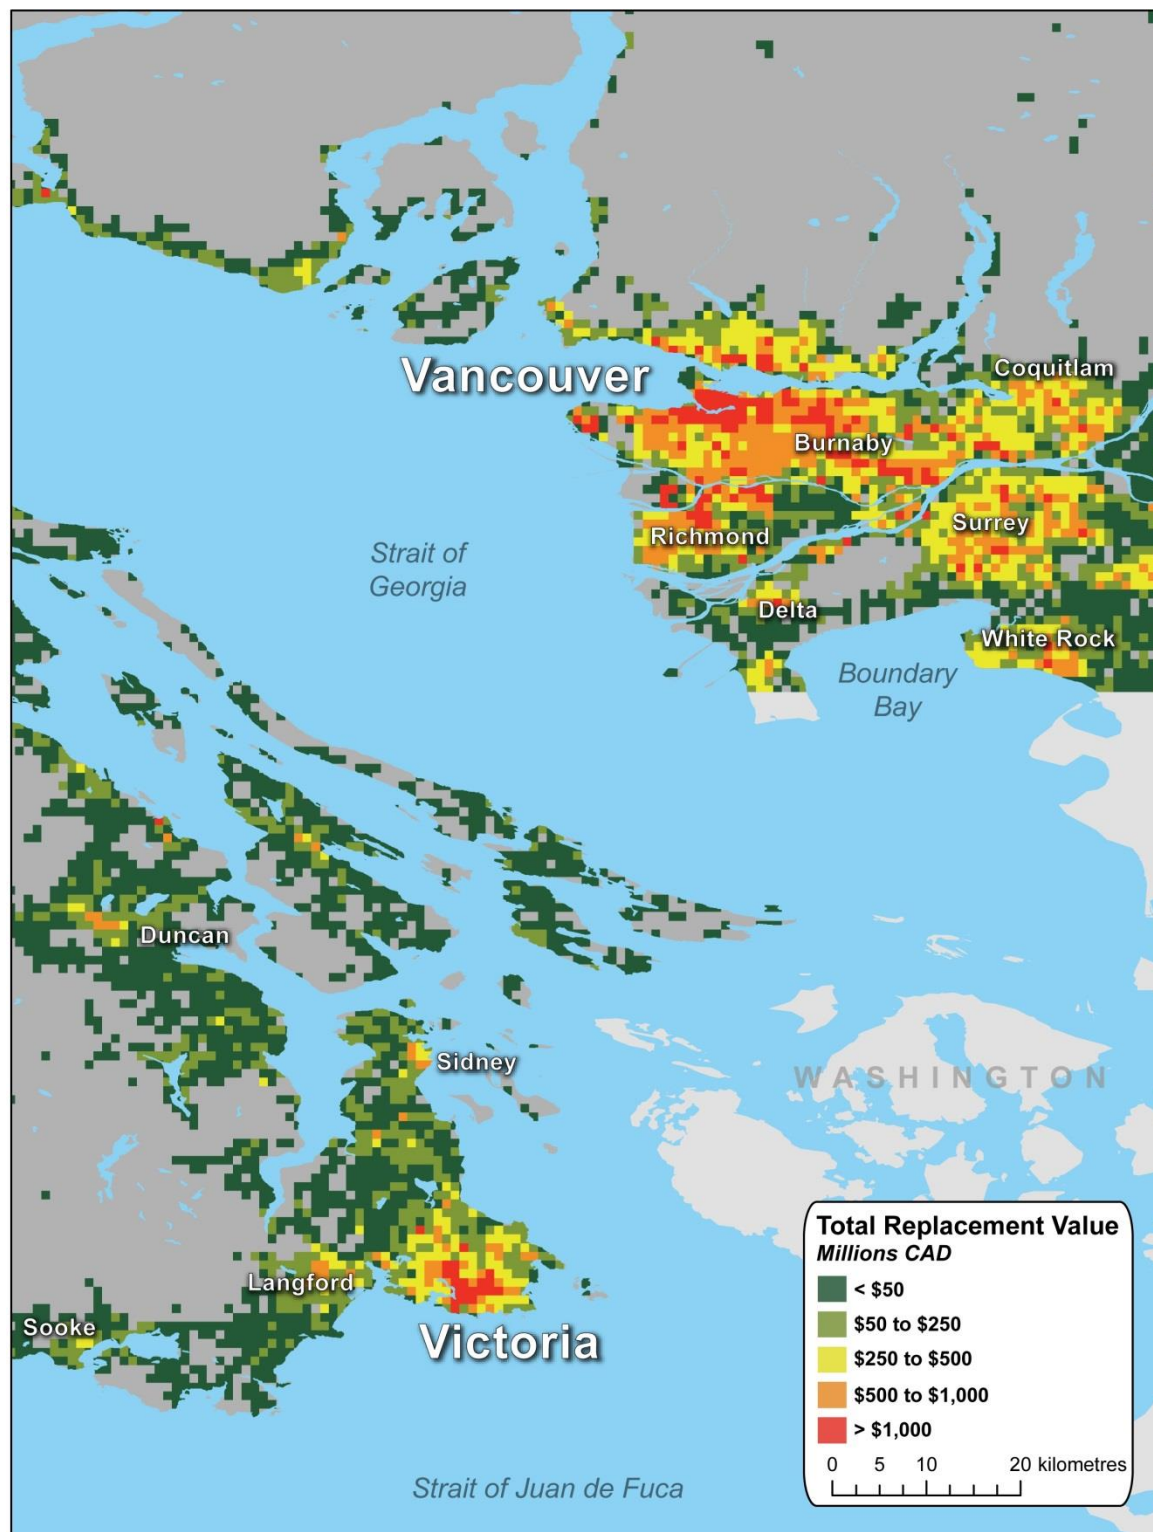 Vancouver
Coquitlam
Burnaby
Surrey
Richmond
Strait of
Georgia
Delta
White Rock
Boundary
Bay
Duncan
Sidney
WASHINGTON
Langford
Sooke
Victoria
Strait of Juan de Fuca
Total Replacement Value
Millions CAD
< $50
$50 to $250
$250 to $500
$500 to $1,000
> $1,000
0 5 10 20 kilometres